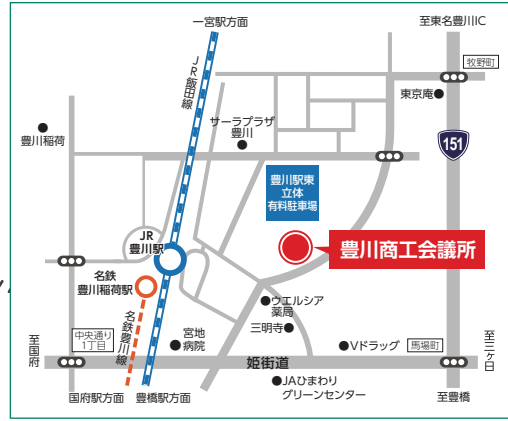 一宮駅方面
至東名豊川IC
JR飯田線
牧野町
東京庵
サーラプラザ
豊川
豊川稲荷
151
豊川駅東
立体
有料駐車場
JR
豊川駅
豊川商工会議所
名鉄
豊川稲荷駅
名鉄豊川線
ウエルシア
薬局
三明寺
至国府
中央通り
1丁目
宮地
病院
Vドラッグ
馬場町
至三ケ日
姫街道
JAひまわり
グリーンセンター
国府駅方面
豊橋駅方面
至豊橋